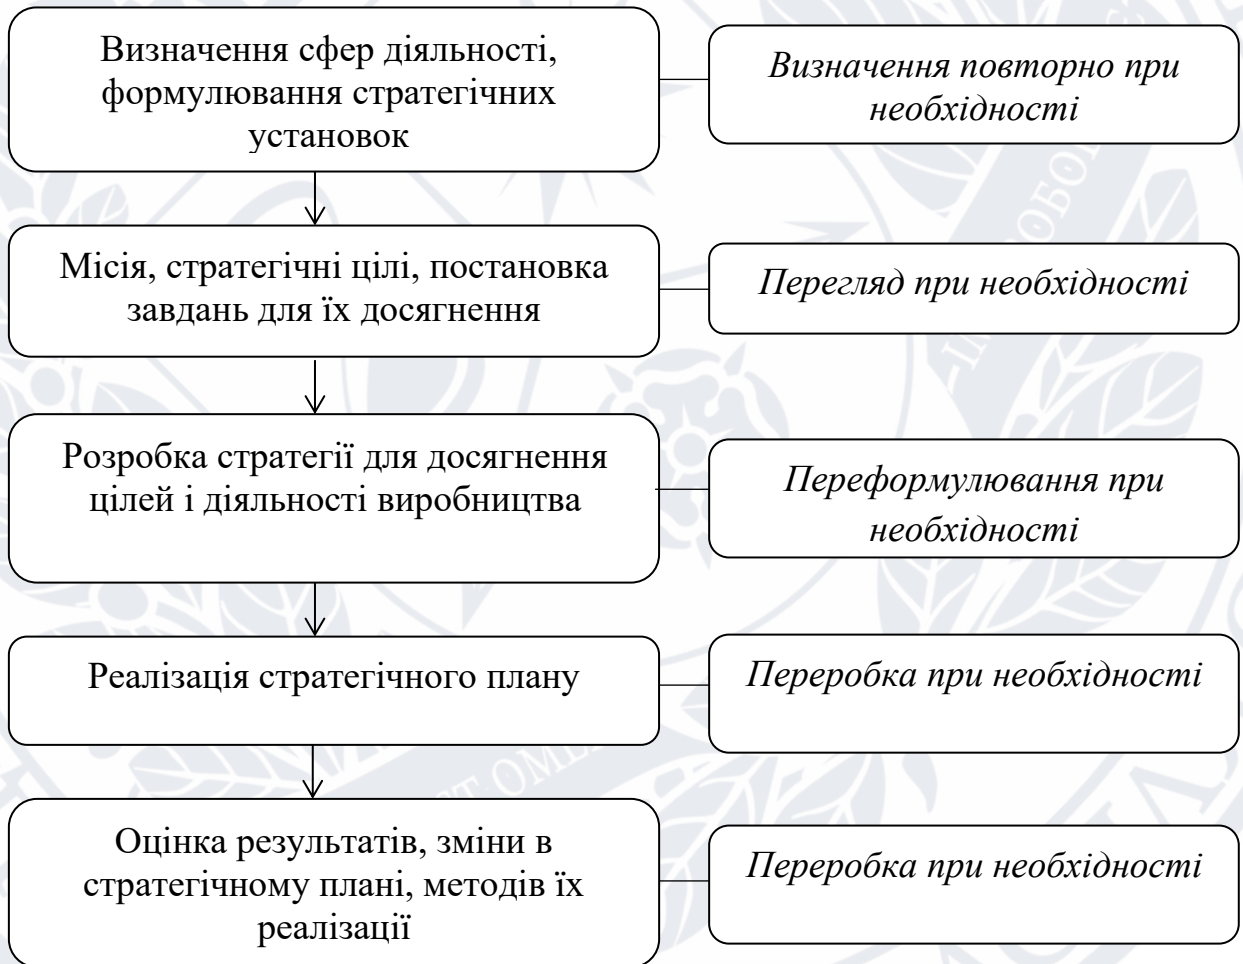 Визначення сфер діяльності,
формулювання стратегічних
установок
Визначення повторно при
необхідності
Місія, стратегічні цілі, постановка
завдань для їх досягнення
Перегляд при необхідності
Розробка стратегії для досягнення
цілей і діяльності виробництва
Переформулювання при
необхідності
Реалізація стратегічного плану
Переробка при необхідності
Оцінка результатів, зміни в
стратегічному плані, методів їх
реалізації
Переробка при необхідності